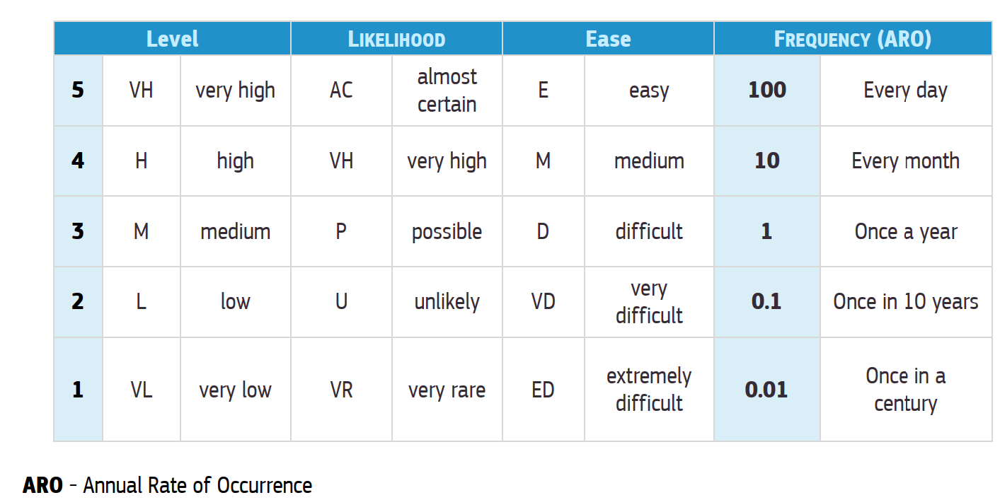 Level LIKELIHOOD Ease FREQUENCY (ARO)
5 VH very high AC almost certain E easy 100 Every day
4 H high VH very high M medium 10 Every month
3 M medium P possible D difficult 1 Once a year
2 L low U unlikely VD very difficult 0.1 Once in 10 years
1 VL very low VR very rare ED extremely difficult 0.01 Once in a century
ARO - Annual Rate of Occurrence